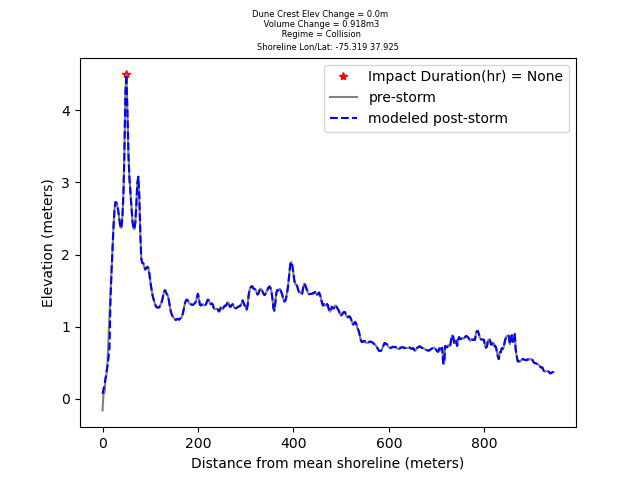 Dune Crest Elev Change = 0.0m
Volume Change = 0.918m3
Regime = Collision
Shoreline Lon/Lat: -75.319 37.925
Impact Duration(hr) = None
pre-storm
modeled post-storm
4
3
2
1
0
Elevation (meters)
0 200 400 600 800
Distance from mean shoreline (meters)